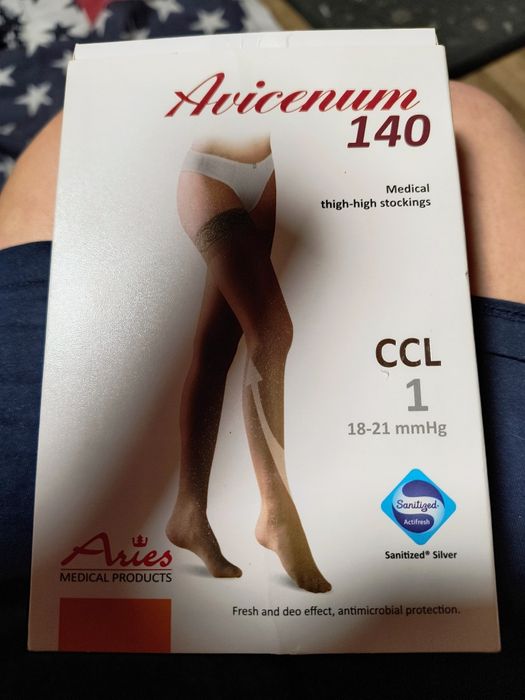 Avicenum
140
Medical
thigh-high stockings
CCL
1
18-21 mmHg
Sanitized®
Actifresh
Sanitized® Silver
Aries
MEDICAL PRODUCTS
Fresh and deo effect, antimicrobial protection.